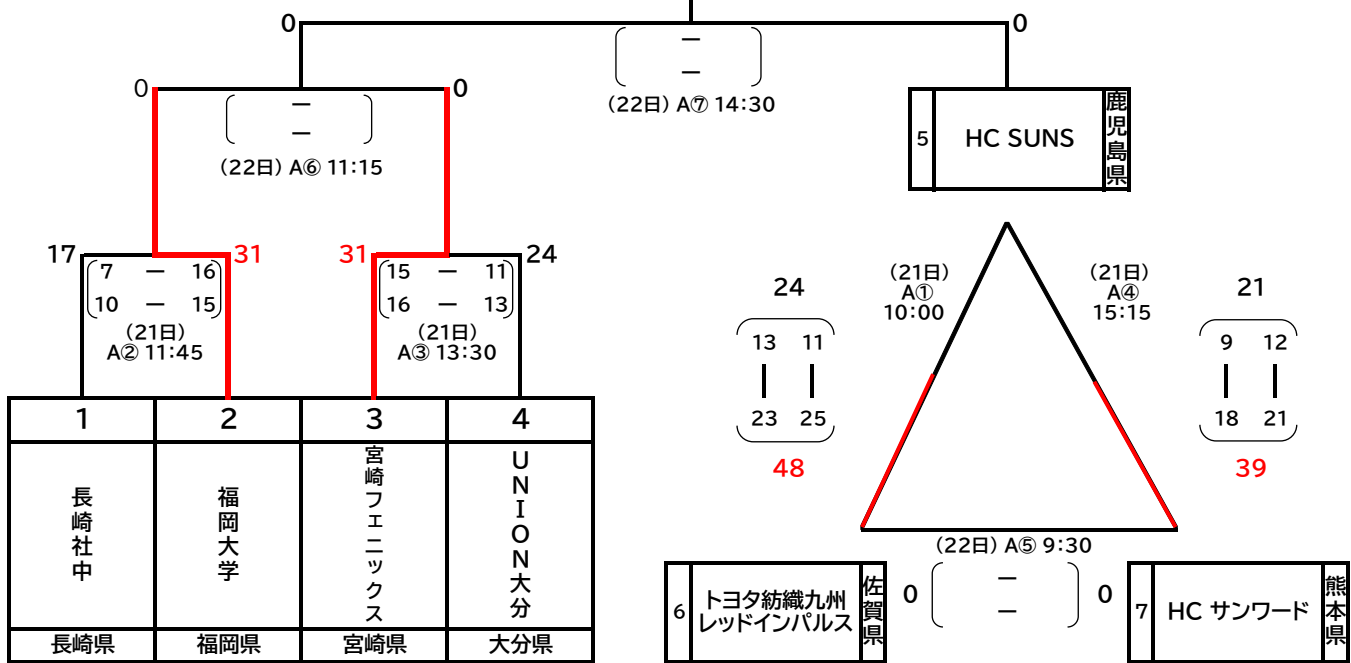 0 0
ー
ー
(22日) A⑦ 14:30
0 0
ー
ー
(22日) A⑥ 11:15
5 HC SUNS 鹿児島県
17 31
7 ー 16
10 ー 15
(21日)
A② 11:45
31 24
15 ー 11
16 ー 13
(21日)
A③ 13:30
1 2 3 4
長崎社中
福岡大学
宮崎フェニックス
UNION大分
長崎県 福岡県 宮崎県 大分県
24
13 11
23 25
48
(21日)
A①
10:00
(21日)
A④
15:15
21
9 12
18 21
39
(22日) A⑤ 9:30
0 ー 0
ー
6 トヨタ紡織九州
レッドインパルス
佐賀県
7 HC サンワード 熊本県